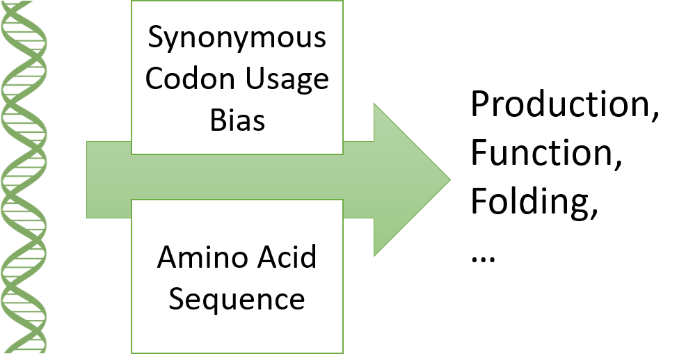 Synonymous
Codon Usage
Bias
Amino Acid
Sequence
Production,
Function,
Folding,
...